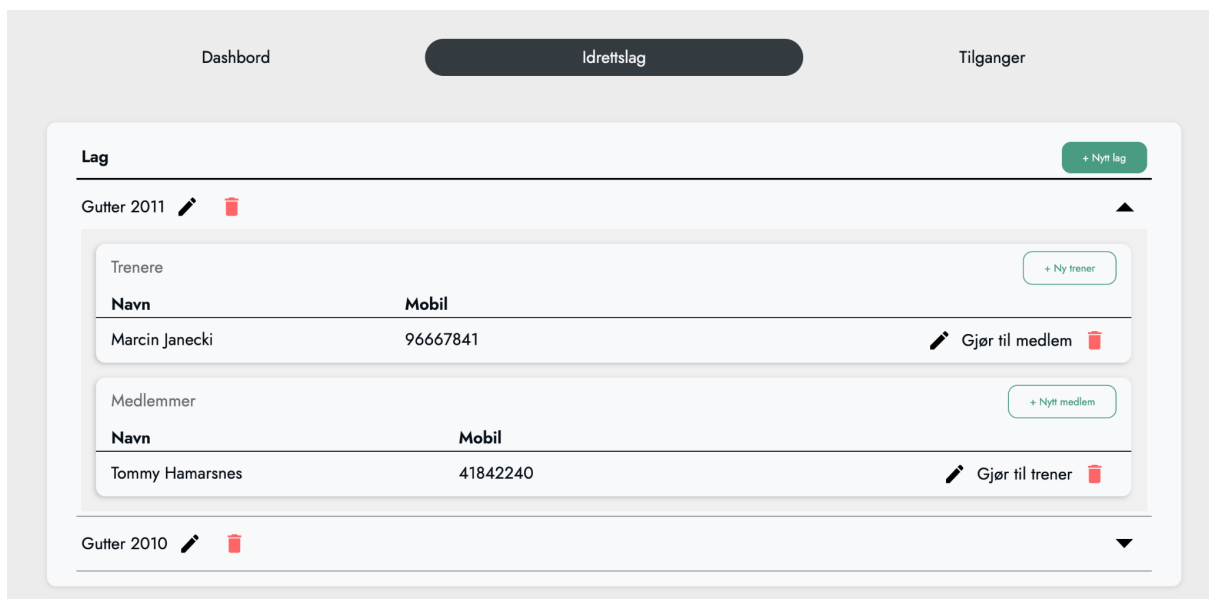 Dashbord Idrettslag Tilganger
Lag + Nytt lag
Gutter 2011
Trenere + Ny trener
Navn Mobil
Marcin Janecki 96667841 Gjør til medlem
Medlemmer + Nytt medlem
Navn Mobil
Tommy Hamarsnes 41842240 Gjør til trener
Gutter 2010